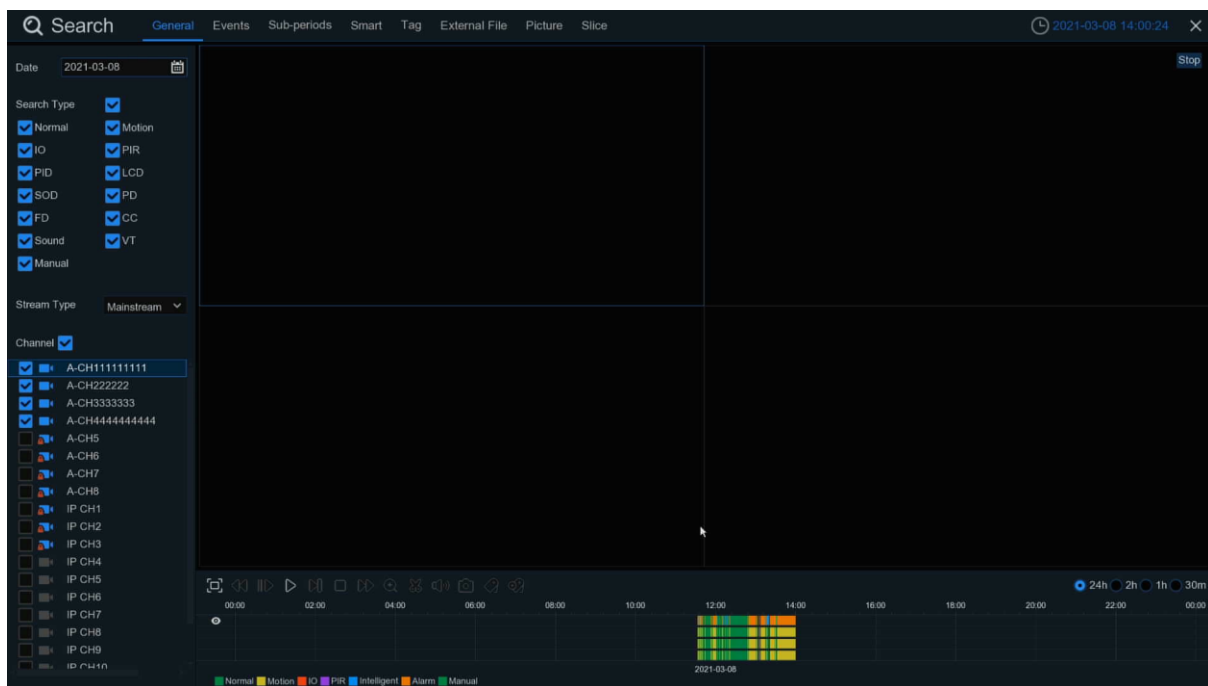 Search General Events Sub-periods Smart Tag External File Picture Slice 2021-03-08 14:00:24
Date 2021-03-08
Stop
Search Type
Normal Motion
IO PIR
PID LCD
SOD PD
FD CC
Sound VT
Manual
Stream Type Mainstream
Channel
A-CH111111111
A-CH222222
A-CH3333333
A-CH4444444444
A-CH5
A-CH6
A-CH7
A-CH8
IP CH1
IP CH2
IP CH3
IP CH4
IP CH5
IP CH6
IP CH7
IP CH8
IP CH9
IP CH10
24h 2h 1h 30m
00:00 02:00 04:00 06:00 08:00 10:00 12:00 14:00 16:00 18:00 20:00 22:00 00:00
2021-03-08
Normal Motion IO PIR Intelligent Alarm Manual